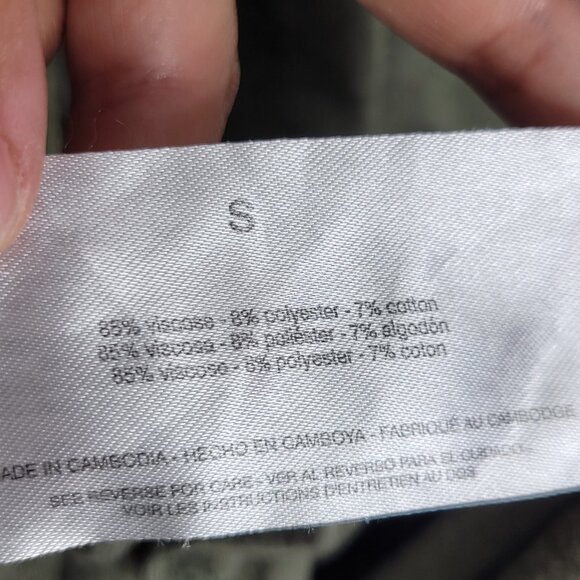 S
85% viscose - 8% polyester - 7% cotton
85% viscosa - 8% poliéster - 7% algodón
85% viscose - 8% polyester - 7% coton
ADE IN CAMBODIA - HECHO EN CAMBOYA - FABRIQUÉ AU CAMBODGE
SEE REVERSE FOR CARE - VER AL REVERSO PARA EL CUIDADO
VOIR LES INSTRUCTIONS D'ENTRETIEN AU DOS